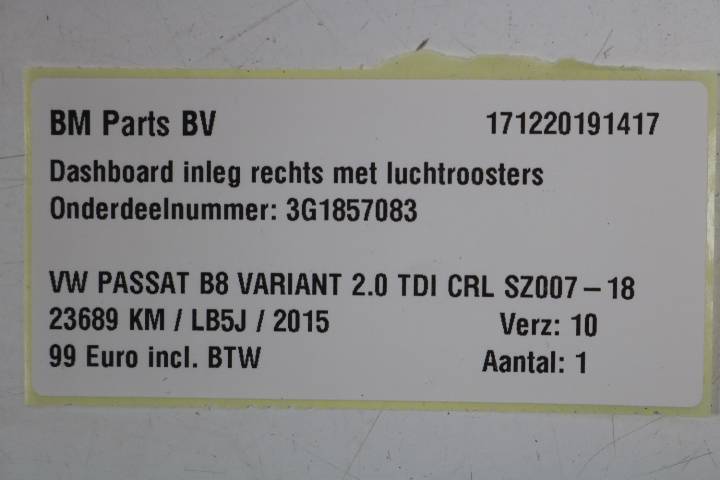 BM Parts BV 171220191417
Dashboard inleg rechts met luchtroosters
Onderdeelnummer: 3G1857083
VW PASSAT B8 VARIANT 2.0 TDI CRL SZ007-18
23689 KM / LB5J / 2015 Verz: 10
99 Euro incl. BTW Aantal: 1